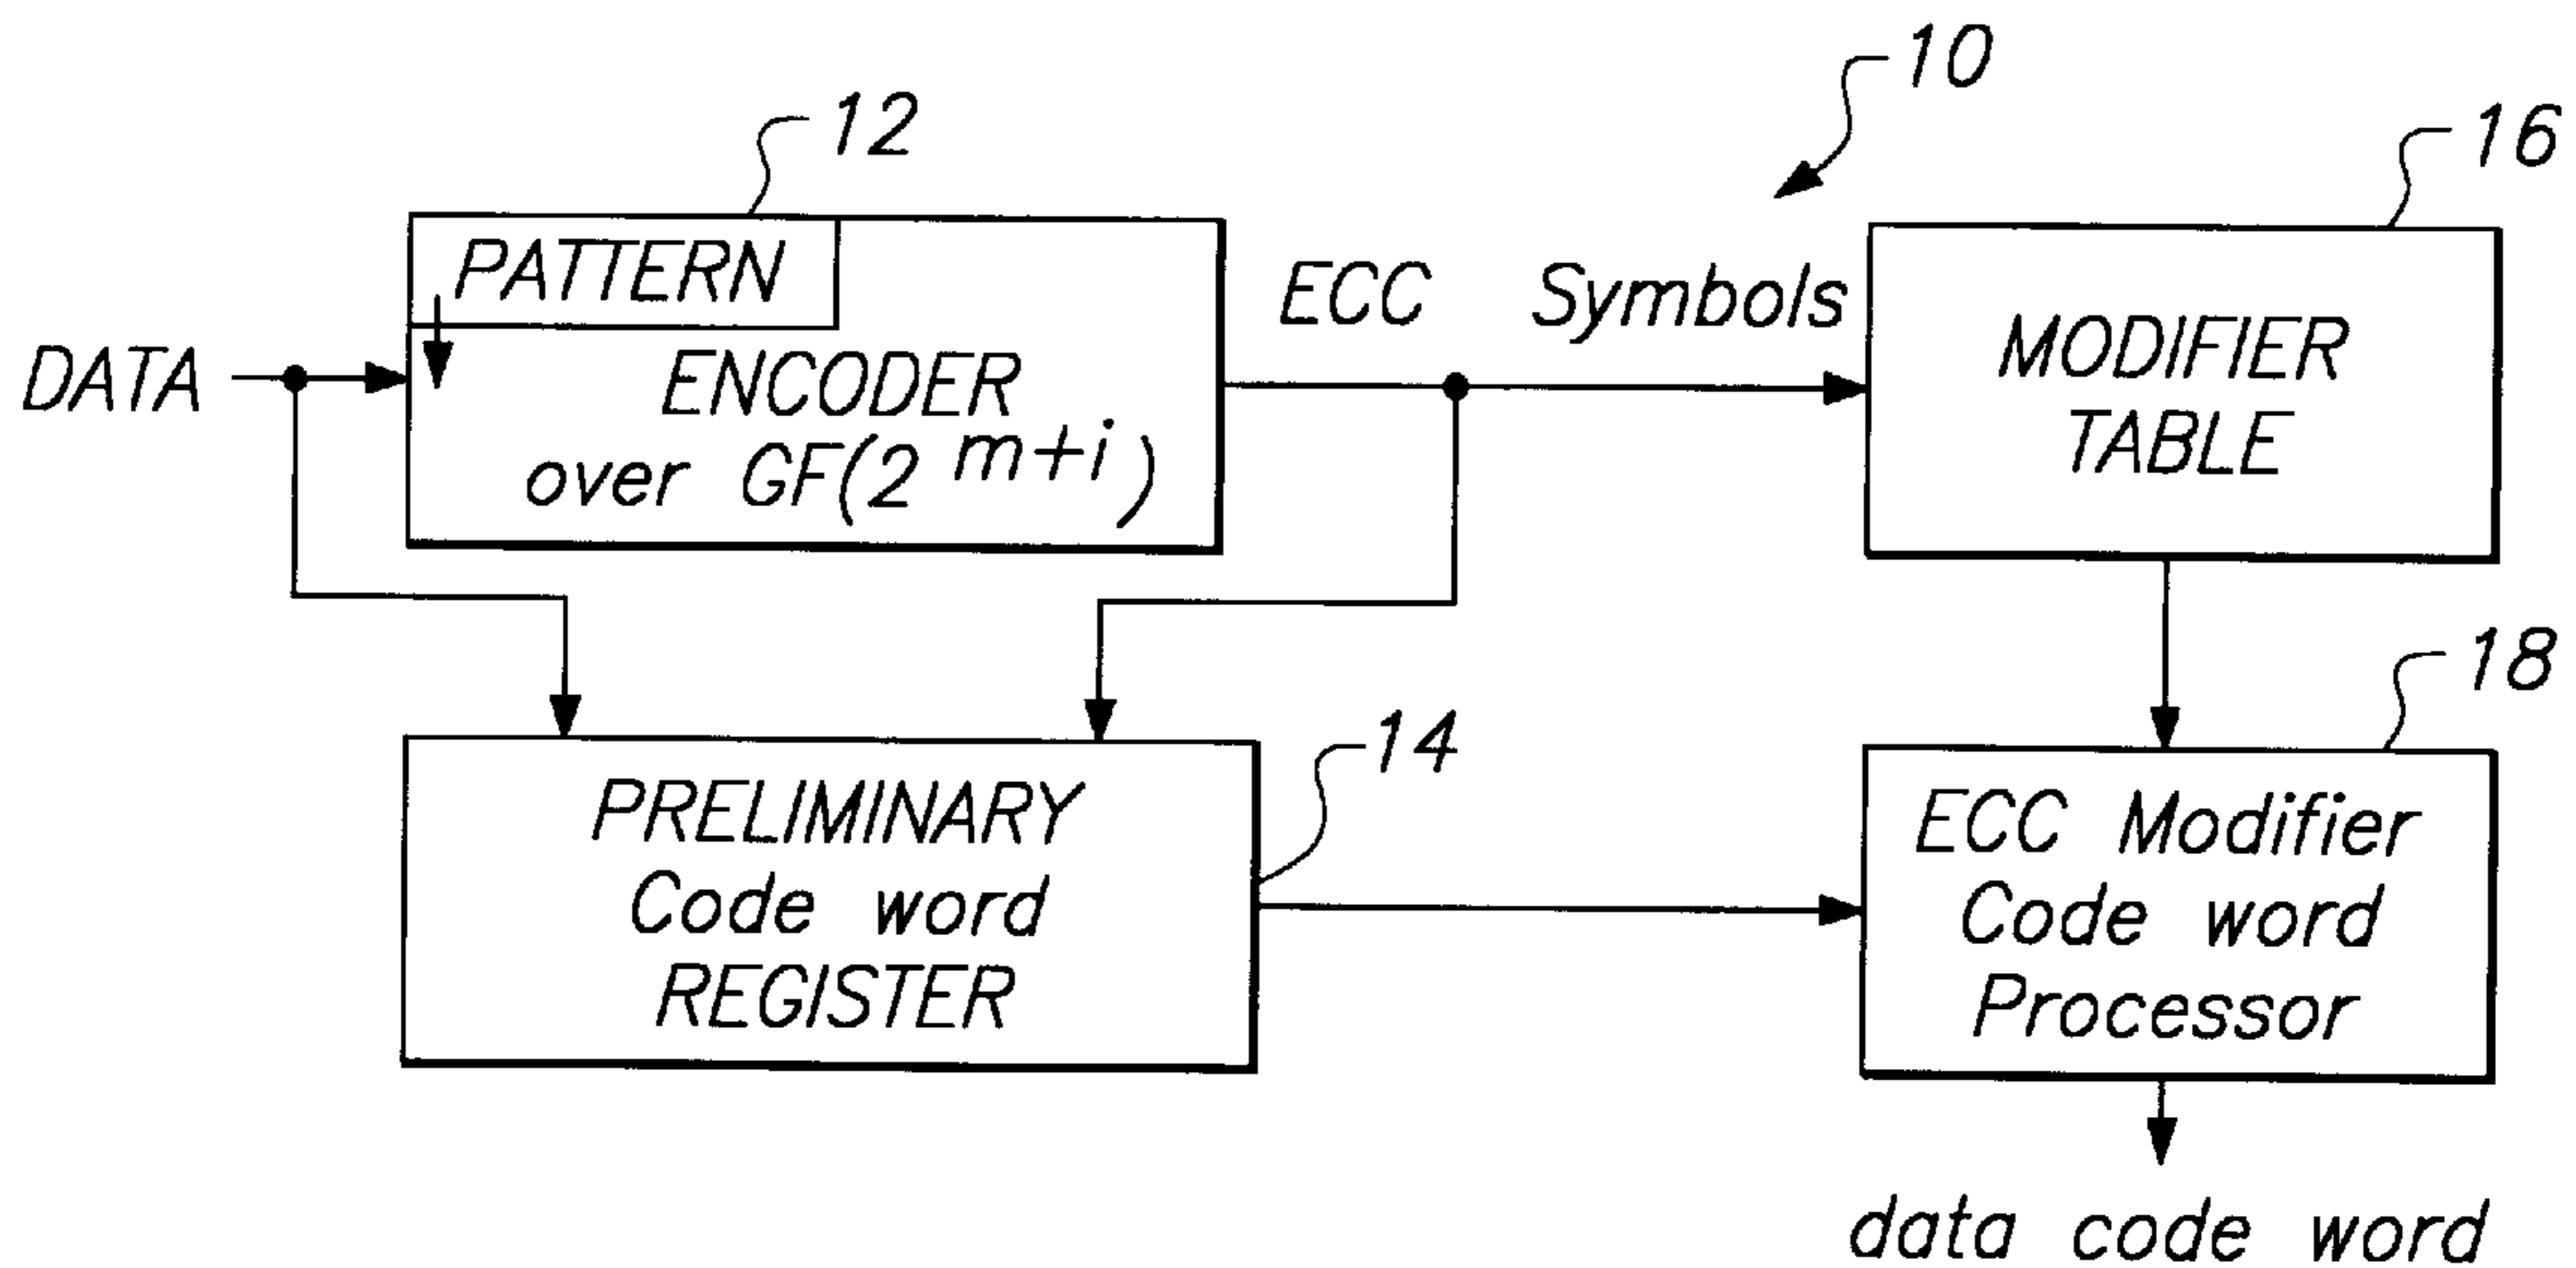 10
12
16
PATTERN
ECC Symbols
DATA
ENCODER
over GF(2^m+i)
MODIFIER
TABLE
14
18
PRELIMINARY
Code word
REGISTER
ECC Modifier
Code word
Processor
data code word